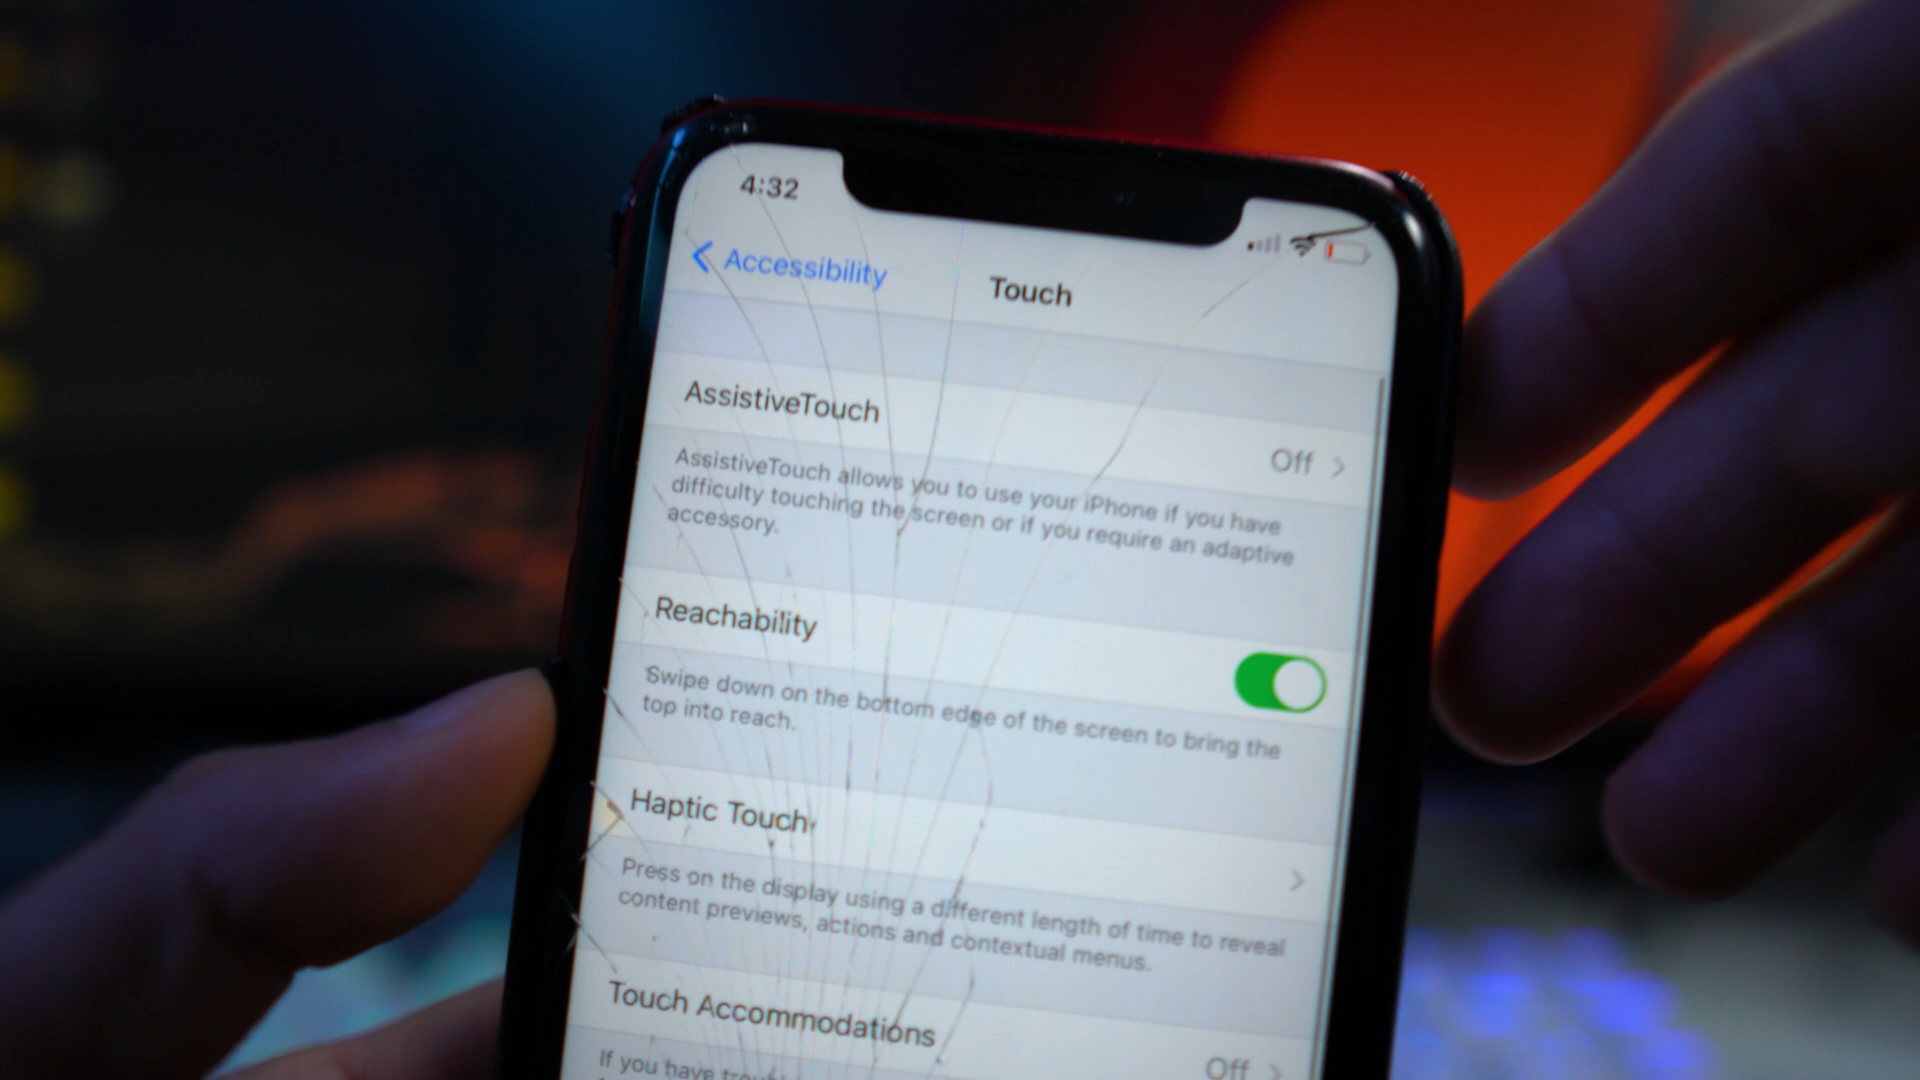 4:32
Accessibility
Touch
AssistiveTouch
Off
AssistiveTouch allows you to use your iPhone if you have
difficulty touching the screen or if you require an adaptive
accessory.
Reachability
Swipe down on the bottom edge of the screen to bring the
top into reach.
Haptic Touch
Press on the display using a different length of time to reveal
content previews, actions and contextual menus.
Touch Accommodations
Off
If you have